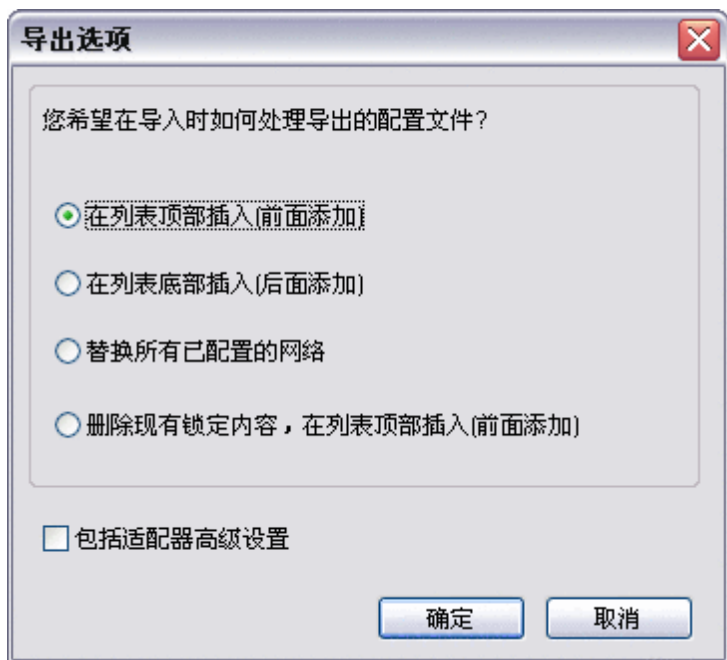 导出选项
您希望在导入时如何处理导出的配置文件?
在列表顶部插入(前面添加)
在列表底部插入(后面添加)
替换所有已配置的网络
删除现有锁定内容，在列表顶部插入(前面添加)
包括适配器高级设置
确定 取消